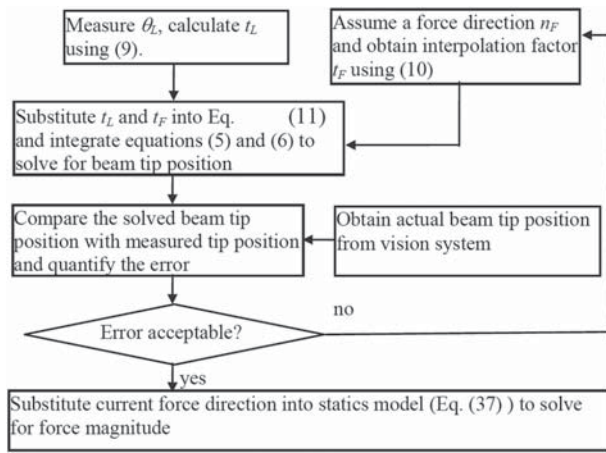 Measure θL, calculate tL
using (9).
Assume a force direction nF
and obtain interpolation factor
tF using (10)
Substitute tL and tF into Eq. (11)
and integrate equations (5) and (6) to
solve for beam tip position
Compare the solved beam tip
position with measured tip position
and quantify the error
Obtain actual beam tip position
from vision system
Error acceptable?
no
yes
Substitute current force direction into statics model (Eq. (37) ) to solve
for force magnitude